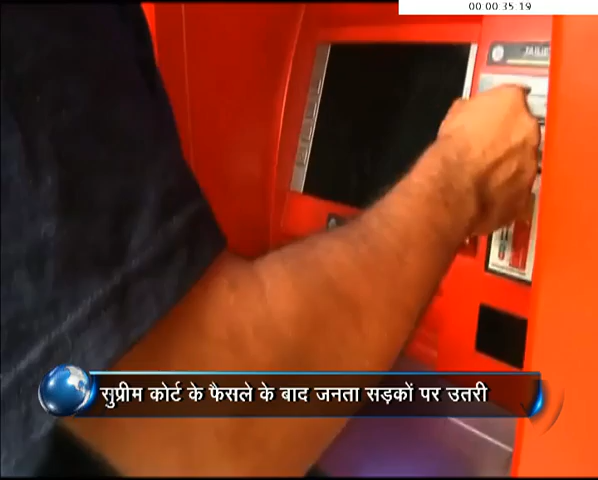 00:00:35:19
सुप्रीम कोर्ट के फैसले के बाद जनता सड़कों पर उतरी